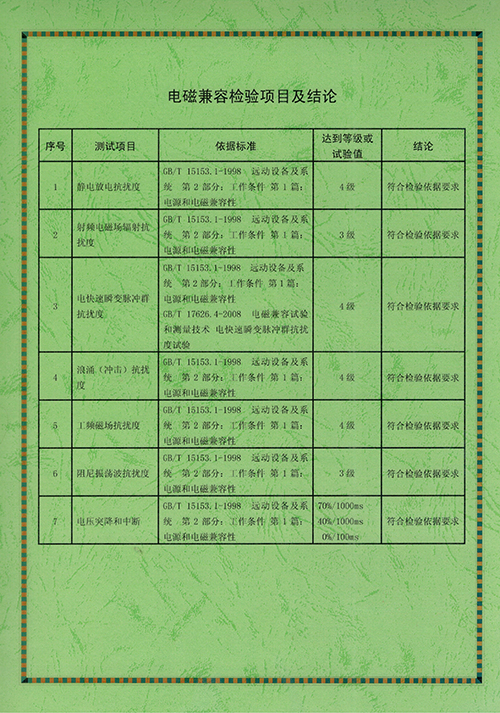 电磁兼容检验项目及结论
序号 测试项目 依据标准 达到等级或
试验值 结论
1 静电放电抗扰度 GB/T 15153.1-1998 远动设备及系
统 第2部分:工作条件 第1篇:
电源和电磁兼容性 4级 符合检验依据要求
2 射频电磁场辐射抗
扰度 GB/T 15153.1-1998 远动设备及系
统 第2部分:工作条件 第1篇:
电源和电磁兼容性 3级 符合检验依据要求
3 电快速瞬变脉冲群
抗扰度 GB/T 15153.1-1998 远动设备及系
统 第2部分:工作条件 第1篇:
电源和电磁兼容性
GB/T 17626.4-2008 电磁兼容试验
和测量技术 电快速瞬变脉冲群抗扰
度试验 4级 符合检验依据要求
4 浪涌(冲击)抗扰
度 GB/T 15153.1-1998 远动设备及系
统 第2部分:工作条件 第1篇:
电源和电磁兼容性 4级 符合检验依据要求
5 工频磁场抗扰度 GB/T 15153.1-1998 远动设备及系
统 第2部分:工作条件 第1篇:
电源和电磁兼容性 4级 符合检验依据要求
6 阻尼振荡波抗扰度 GB/T 15153.1-1998 远动设备及系
统 第2部分:工作条件 第1篇:
电源和电磁兼容性 3级 符合检验依据要求
7 电压突降和中断 GB/T 15153.1-1998 远动设备及系
统 第2部分:工作条件 第1篇:
电源和电磁兼容性 70%/1000ms
40%/1000ms
0%/100ms 符合检验依据要求